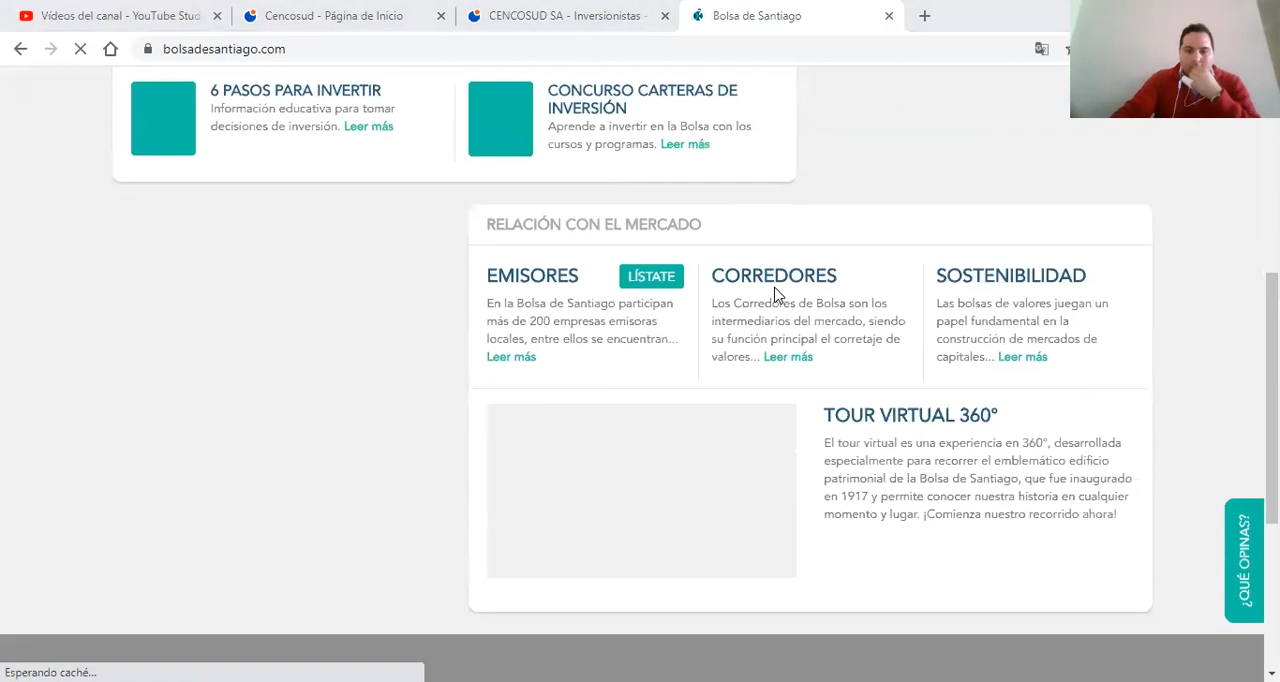 Vídeos del canal - YouTube Stud
Cencosud - Página de Inicio
CENCOSUD SA - Inversionistas -
Bolsa de Santiago
bolsadesantiago.com
6 PASOS PARA INVERTIR
Información educativa para tomar
decisiones de inversión. Leer más
CONCURSO CARTERAS DE
INVERSIÓN
Aprende a invertir en la Bolsa con los
cursos y programas. Leer más
RELACIÓN CON EL MERCADO
EMISORES
LÍSTATE
En la Bolsa de Santiago participan
más de 200 empresas emisoras
locales, entre ellos se encuentran...
Leer más
CORREDORES
Los Corredores de Bolsa son los
intermediarios del mercado, siendo
su función principal el corretaje de
valores... Leer más
SOSTENIBILIDAD
Las bolsas de valores juegan un
papel fundamental en la
construcción de mercados de
capitales... Leer más
TOUR VIRTUAL 360°
El tour virtual es una experiencia en 360°, desarrollada
especialmente para recorrer el emblemático edificio
patrimonial de la Bolsa de Santiago, que fue inaugurado
en 1917 y permite conocer nuestra historia en cualquier
momento y lugar. ¡Comienza nuestro recorrido ahora!
¿QUÉ OPINAS?
Esperando caché...